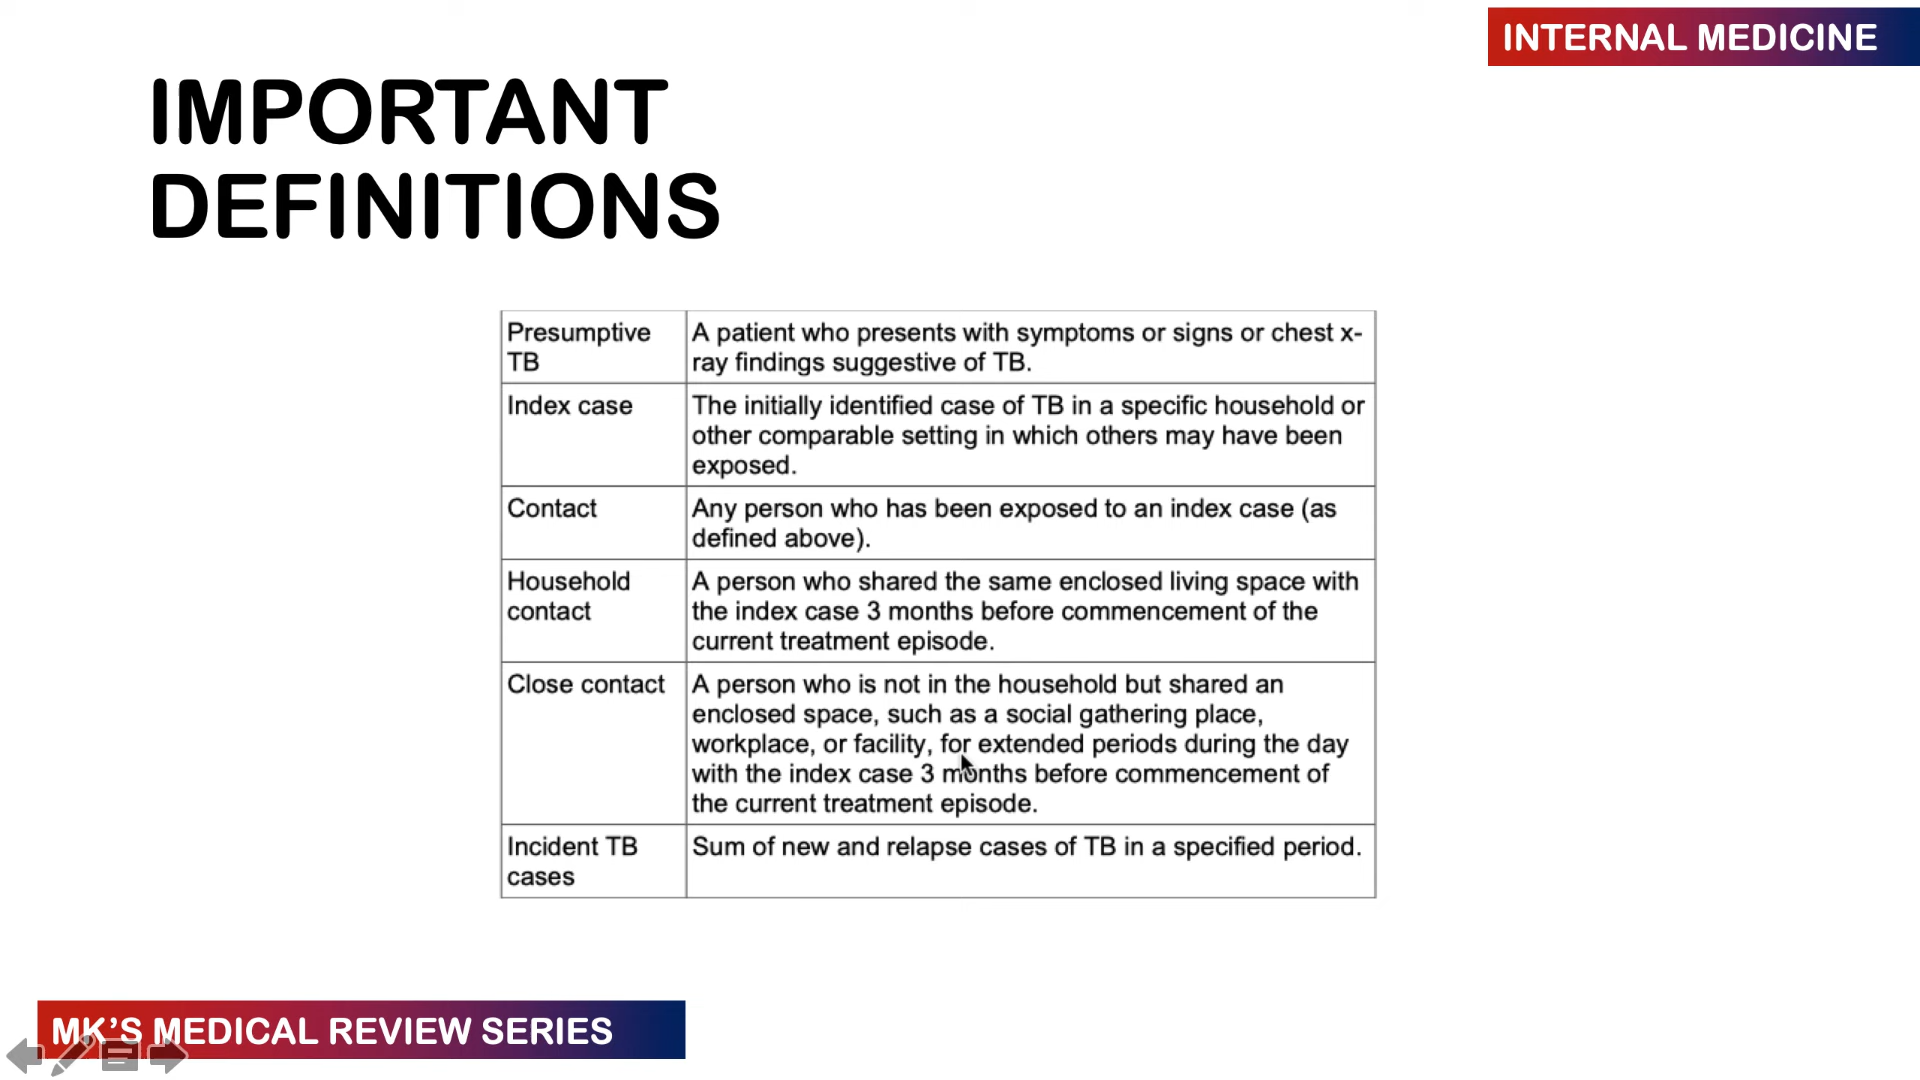 INTERNAL MEDICINE
IMPORTANT
DEFINITIONS
Presumptive
TB
A patient who presents with symptoms or signs or chest x-
ray findings suggestive of TB.
Index case
The initially identified case of TB in a specific household or
other comparable setting in which others may have been
exposed.
Contact
Any person who has been exposed to an index case (as
defined above).
Household
contact
A person who shared the same enclosed living space with
the index case 3 months before commencement of the
current treatment episode.
Close contact
A person who is not in the household but shared an
enclosed space, such as a social gathering place,
workplace, or facility, for extended periods during the day
with the index case 3 months before commencement of
the current treatment episode.
Incident TB
cases
Sum of new and relapse cases of TB in a specified period.
MK'S MEDICAL REVIEW SERIES